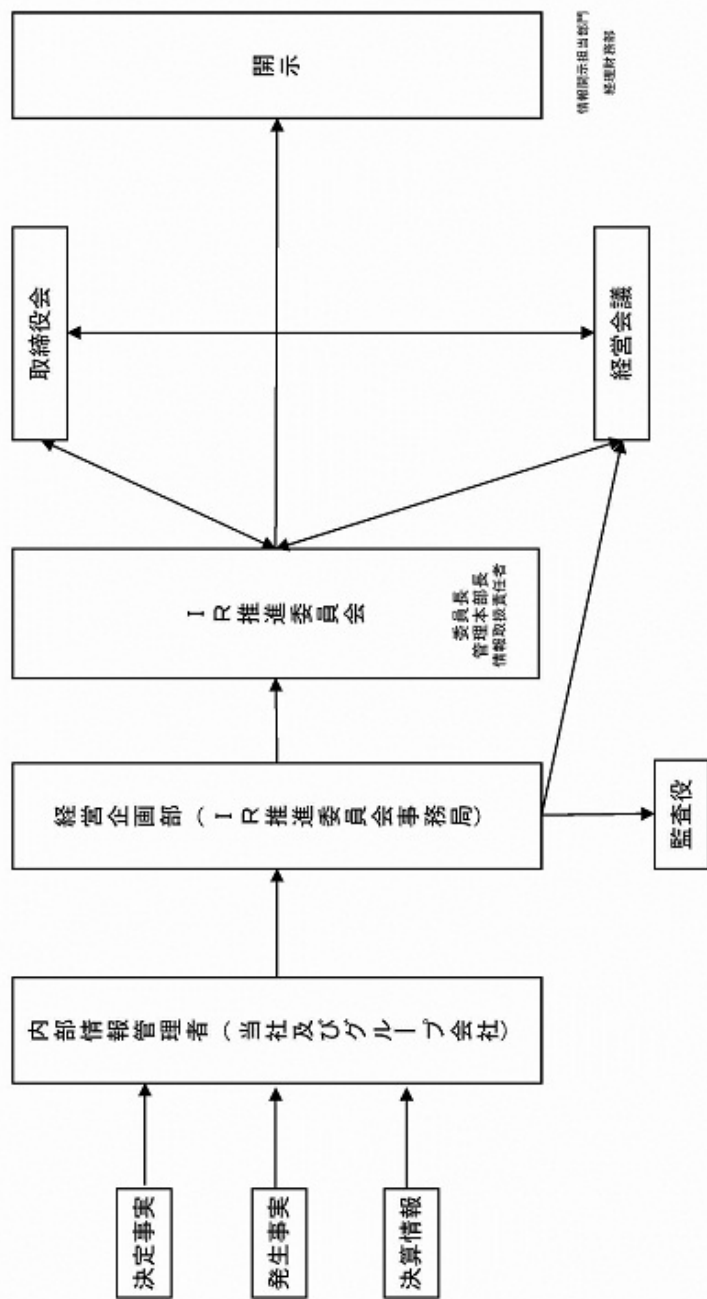 決定事実
発生事実
決算情報
内部情報管理者（当社及びグループ会社）
経営企画部（ＩＲ推進委員会事務局）
監査役
ＩＲ推進委員会
委員長
管理本部長
情報取扱責任者
取締役会
経営会議
開示
情報開示担当部門
経理財務部